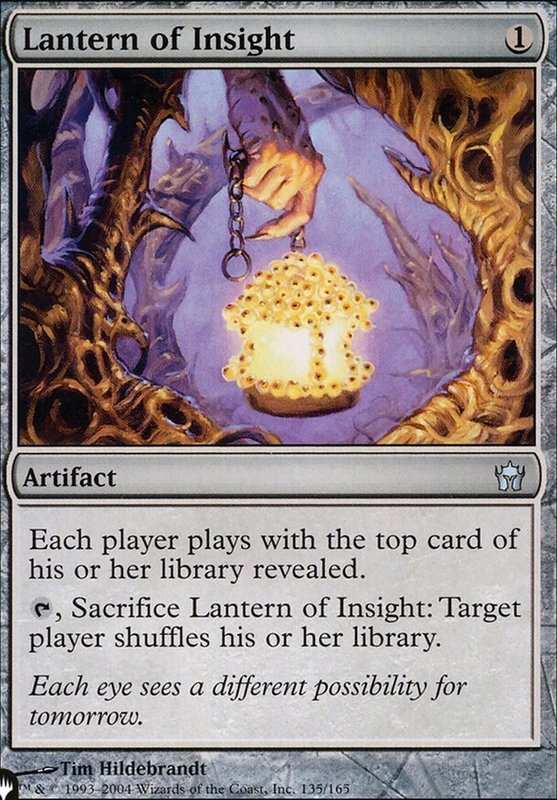 Lantern of Insight 1
Artifact
Each player plays with the top card of
his or her library revealed.
, Sacrifice Lantern of Insight: Target
player shuffles his or her library.
Each eye sees a different possibility for
tomorrow.
Tim Hildebrandt
™ & © 1993–2004 Wizards of the Coast, Inc. 135/165